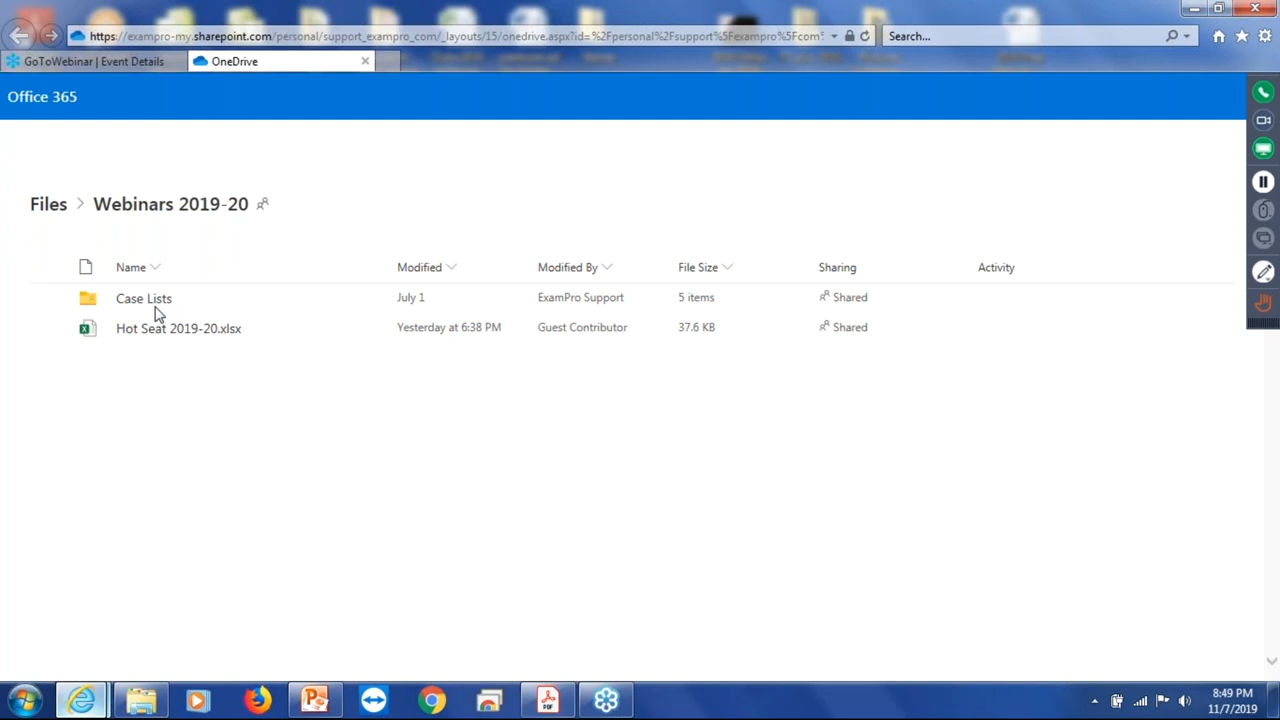 https://exampro-my.sharepoint.com/personal/support_exampro_com/_layouts/15/onedrive.aspx?id=%2Fpersonal%2Fsupport%5Fexampro%5Fcom%
Search...
GoToWebinar | Event Details
OneDrive
Office 365
Files > Webinars 2019-20
Name Modified Modified By File Size Sharing Activity
Case Lists July 1 ExamPro Support 5 items Shared
Hot Seat 2019-20.xlsx Yesterday at 6:38 PM Guest Contributor 37.6 KB Shared
PDF
8:49 PM
11/7/2019